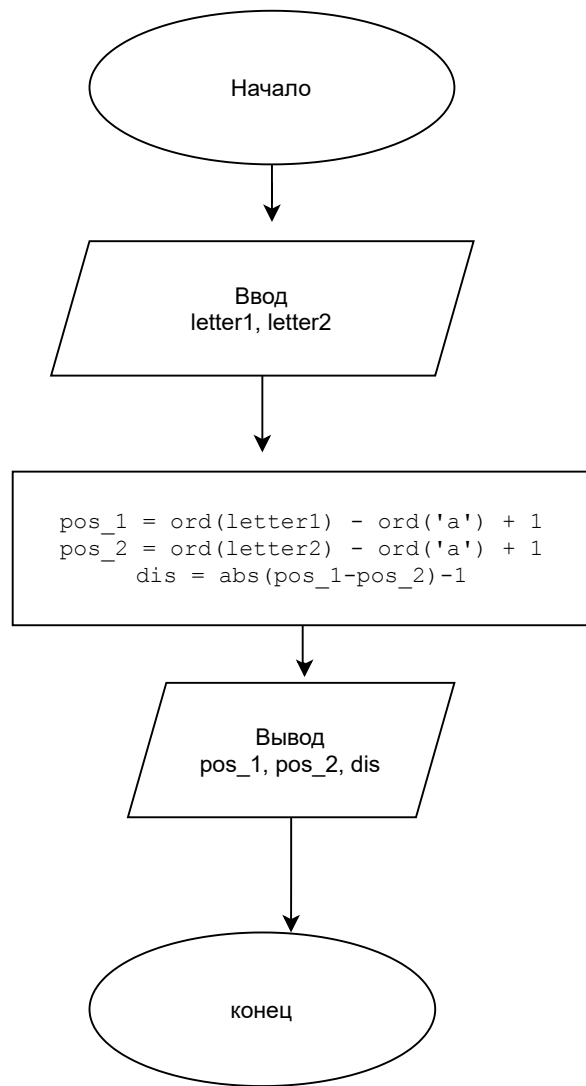 Начало
Ввод
letter1, letter2
pos_1 = ord(letter1) - ord('a') + 1
pos_2 = ord(letter2) - ord('a') + 1
dis = abs(pos_1-pos_2)-1
Вывод
pos_1, pos_2, dis
конец